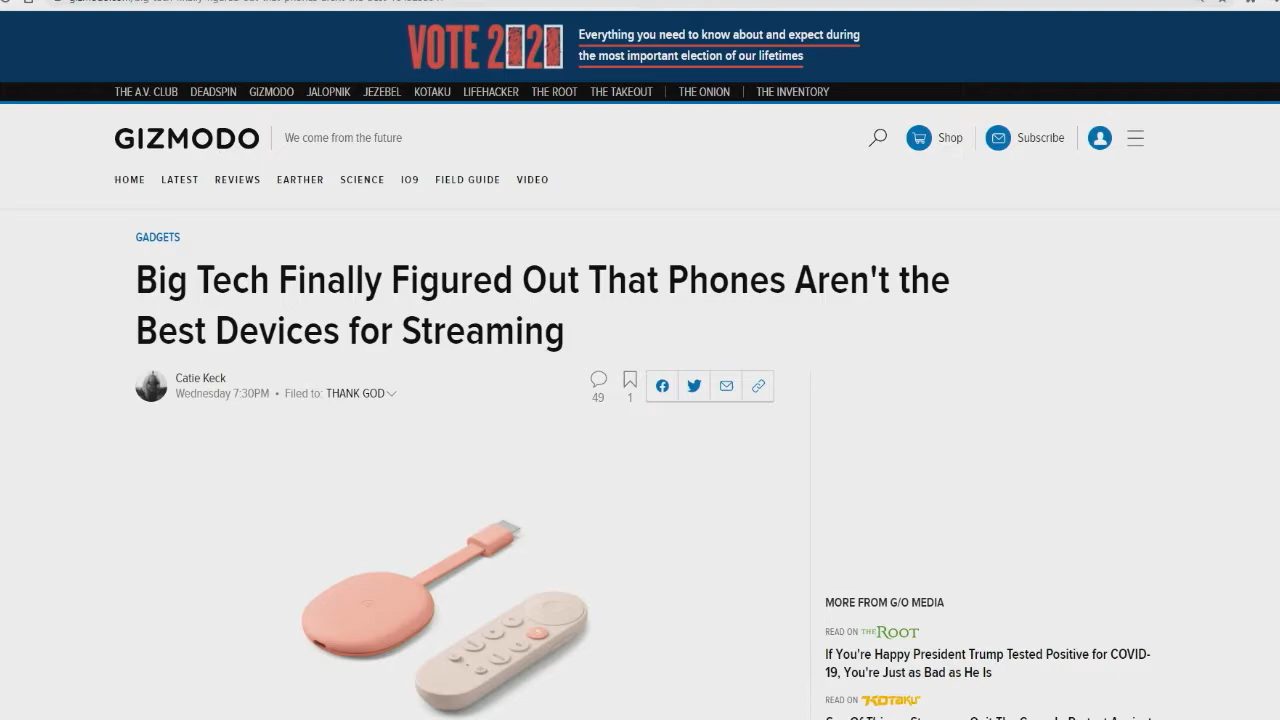 VOTE 2020
Everything you need to know about and expect during
the most important election of our lifetimes
THE A.V. CLUB DEADSPIN GIZMODO JALOPNIK JEZEBEL KOTAKU LIFEHACKER THE ROOT THE TAKEOUT THE ONION THE INVENTORY
GIZMODO We come from the future
Shop Subscribe
HOME LATEST REVIEWS EARTHER SCIENCE IO9 FIELD GUIDE VIDEO
GADGETS
Big Tech Finally Figured Out That Phones Aren't the
Best Devices for Streaming
Catie Keck
Wednesday 7:30PM • Filed to: THANK GOD
49 1
MORE FROM G/O MEDIA
READ ON THE ROOT
If You're Happy President Trump Tested Positive for COVID-
19, You're Just as Bad as He Is
READ ON KOTAKU